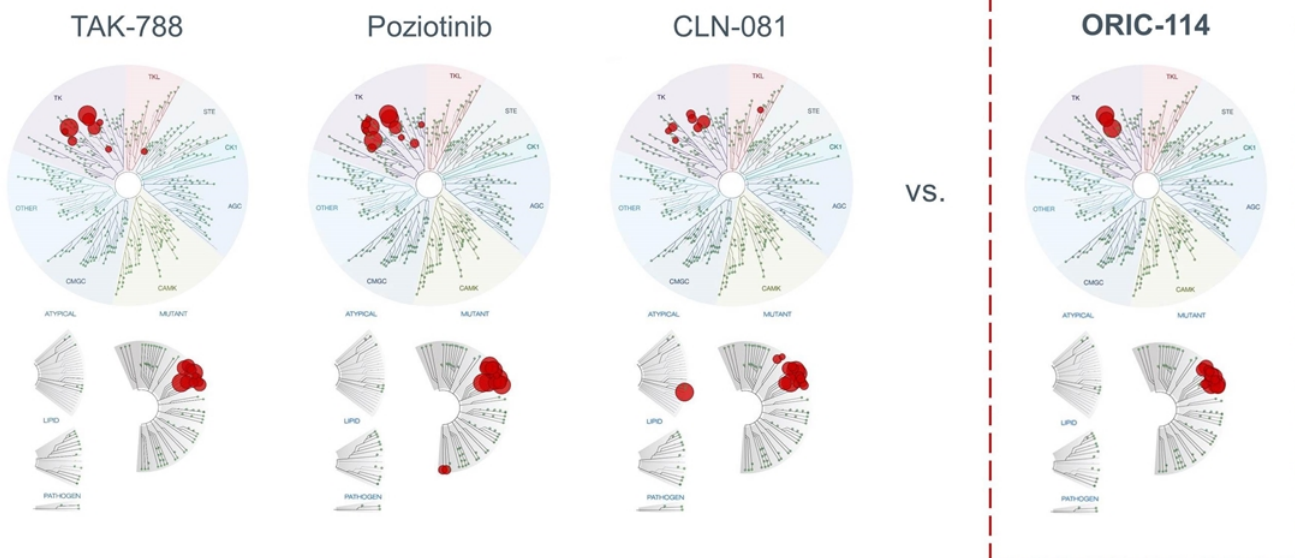 TAK-788
Poziotinib
CLN-081
vs.
ORIC-114
TKL
TK
STE
CK1
OTHER
AGC
CMGC
CAMK
ATYPICAL
MUTANT
LIPID
PATHOGEN
TKL
TK
STE
CK1
OTHER
AGC
CMGC
CAMK
ATYPICAL
MUTANT
LIPID
PATHOGEN
TKL
TK
STE
CK1
OTHER
AGC
CMGC
CAMK
ATYPICAL
MUTANT
LIPID
PATHOGEN
TKL
TK
STE
CK1
OTHER
AGC
CMGC
CAMK
ATYPICAL
MUTANT
LIPID
PATHOGEN